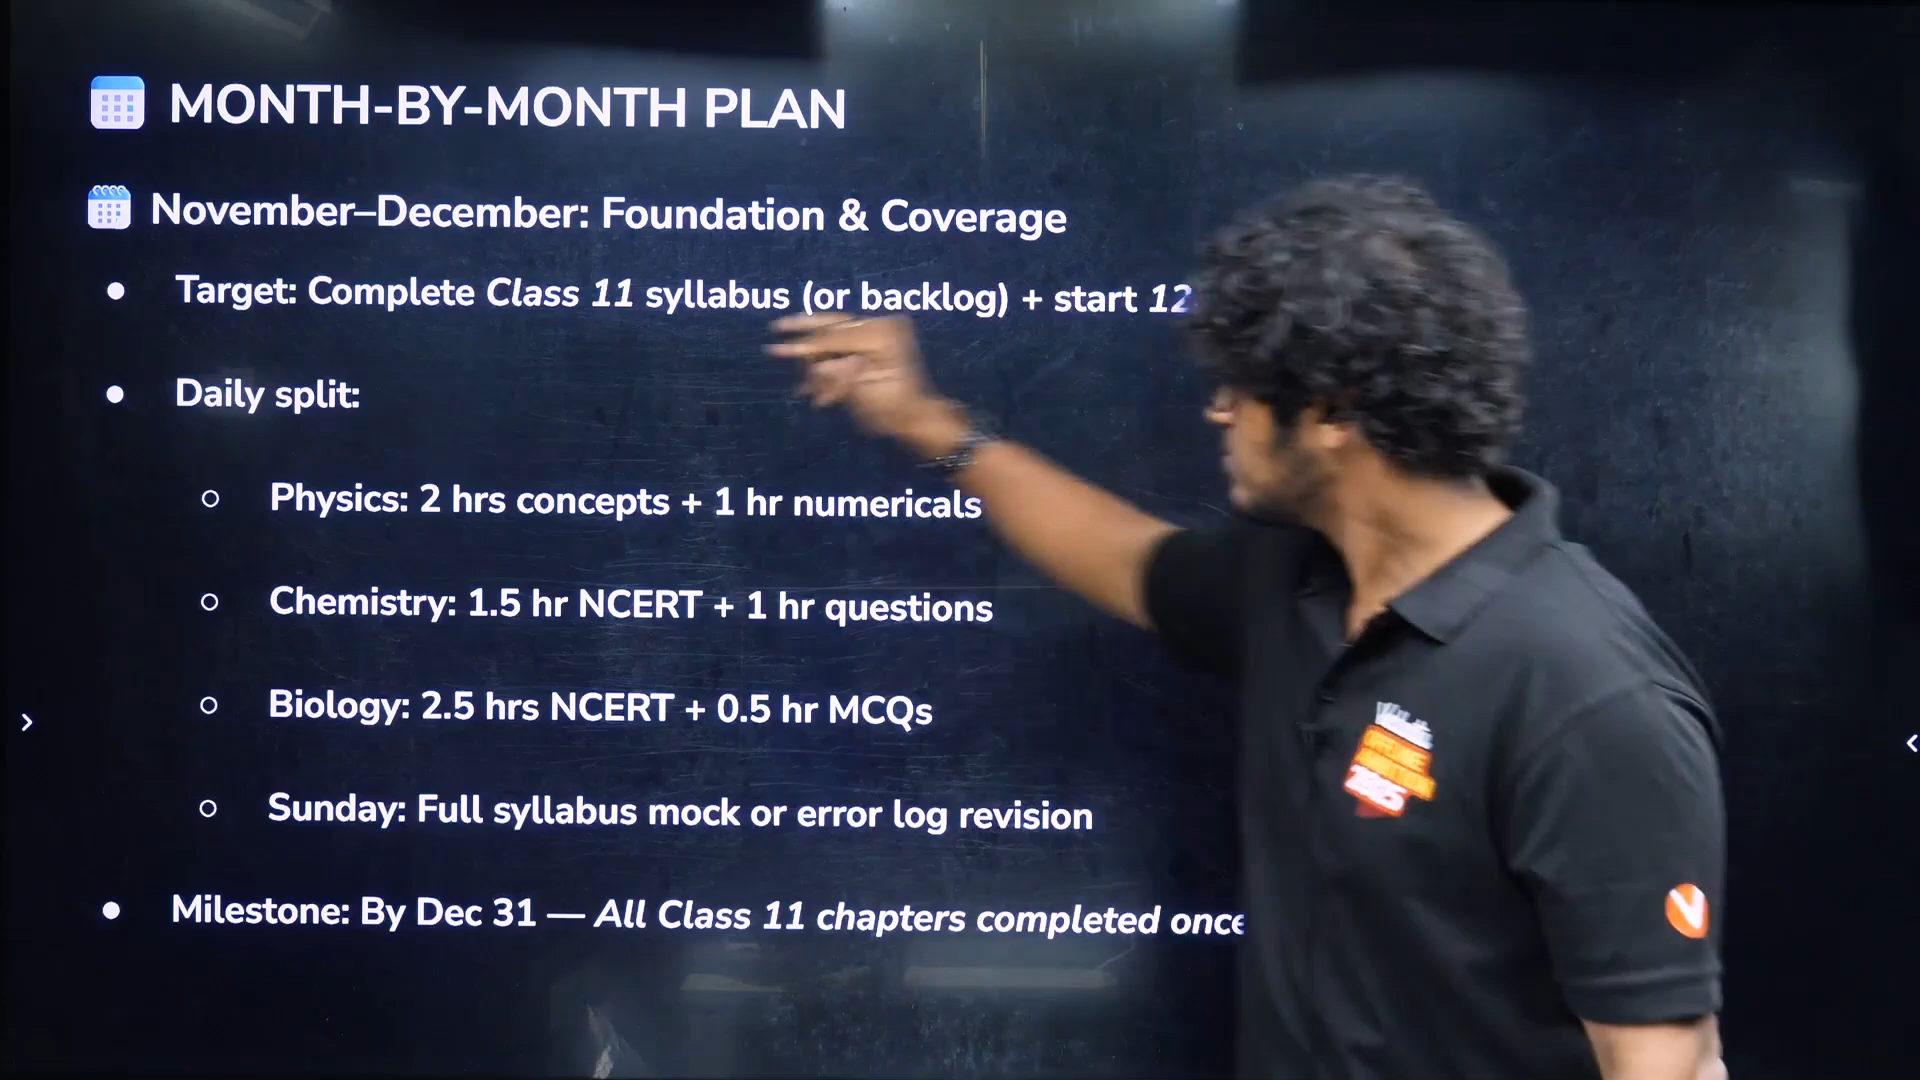 MONTH-BY-MONTH PLAN
November–December: Foundation & Coverage
● Target: Complete Class 11 syllabus (or backlog) + start 12
● Daily split:
○ Physics: 2 hrs concepts + 1 hr numericals
○ Chemistry: 1.5 hr NCERT + 1 hr questions
○ Biology: 2.5 hrs NCERT + 0.5 hr MCQs
○ Sunday: Full syllabus mock or error log revision
● Milestone: By Dec 31 — All Class 11 chapters completed once
2025
V